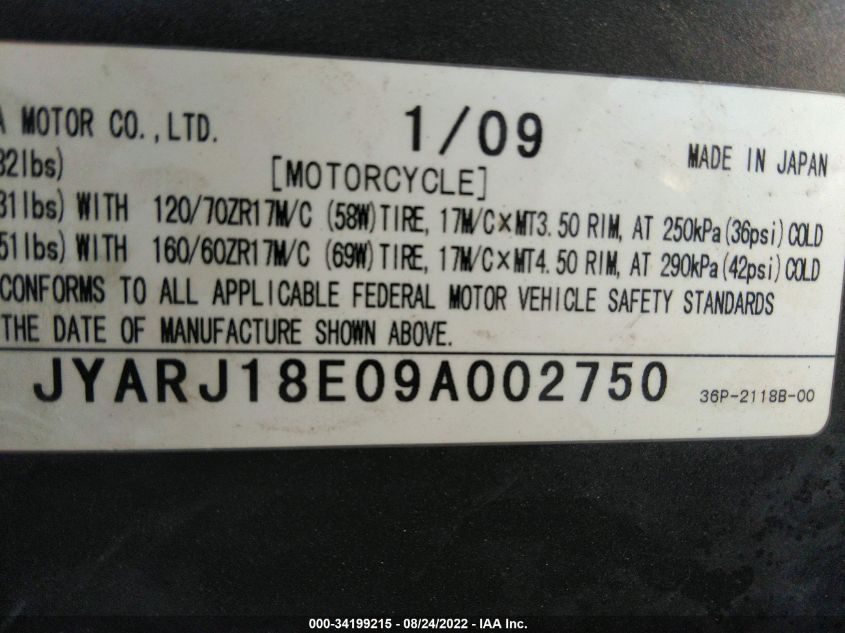 A MOTOR CO.,LTD. 1/09 MADE IN JAPAN
32lbs) [MOTORCYCLE]
31lbs) WITH 120/70ZR17M/C (58W)TIRE, 17M/C×MT3.50 RIM, AT 250kPa(36psi)COLD
51lbs) WITH 160/60ZR17M/C (69W)TIRE, 17M/C×MT4.50 RIM, AT 290kPa(42psi)COLD
CONFORMS TO ALL APPLICABLE FEDERAL MOTOR VEHICLE SAFETY STANDARDS
THE DATE OF MANUFACTURE SHOWN ABOVE.
JYARJ18E09A002750 36P-2118B-00
000-34199215 - 08/24/2022 - IAA Inc.